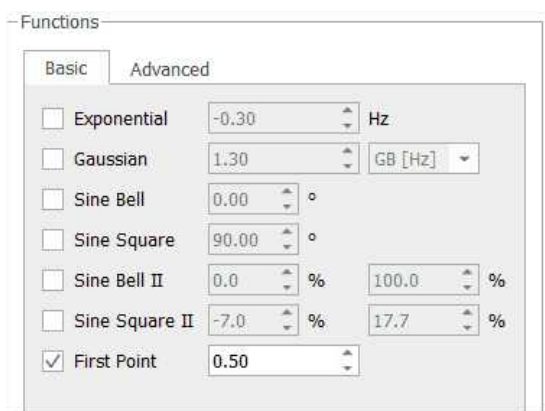 Functions
Basic Advanced
Exponential -0.30 Hz
Gaussian 1.30 GB [Hz]
Sine Bell 0.00 °
Sine Square 90.00 °
Sine Bell II 0.0 % 100.0 %
Sine Square II -7.0 % 17.7 %
First Point 0.50